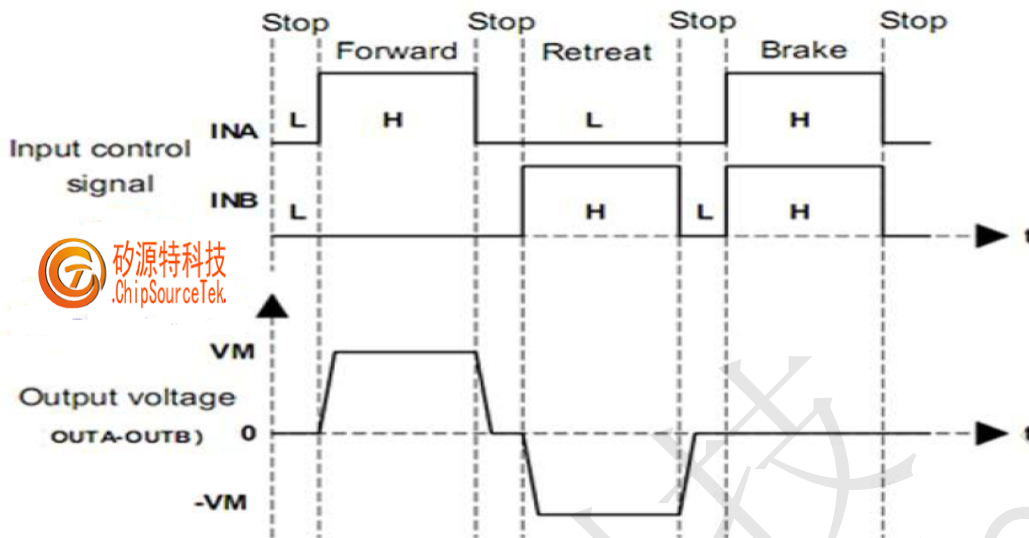 Stop Stop Stop Stop
Forward Retreat Brake
INA L H L H
Input control
signal
INB L H L H
t
矽源特科技
.ChipSourceTek.
VM
Output voltage
OUTA-OUTB) 0
t
-VM